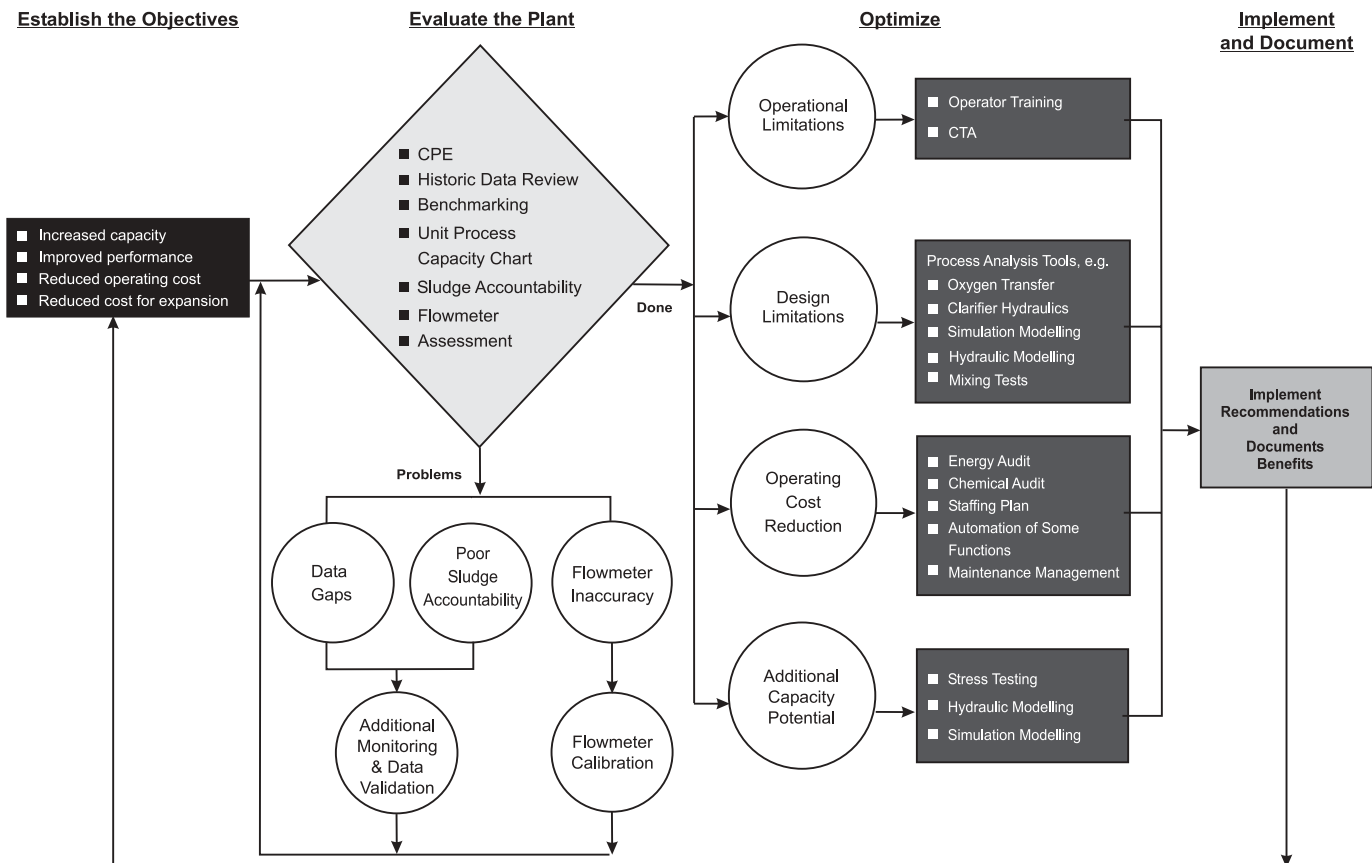 Establish the Objectives
Evaluate the Plant
Optimize
Implement
and Document
Increased capacity
Improved performance
Reduced operating cost
Reduced cost for expansion
CPE
Historic Data Review
Benchmarking
Unit Process
Capacity Chart
Sludge Accountability
Flowmeter
Assessment
Done
Problems
Data
Gaps
Poor
Sludge
Accountability
Flowmeter
Inaccuracy
Additional
Monitoring
& Data
Validation
Flowmeter
Calibration
Operational
Limitations
Operator Training
CTA
Design
Limitations
Process Analysis Tools, e.g.
Oxygen Transfer
Clarifier Hydraulics
Simulation Modelling
Hydraulic Modelling
Mixing Tests
Operating
Cost
Reduction
Energy Audit
Chemical Audit
Staffing Plan
Automation of Some
Functions
Maintenance Management
Additional
Capacity
Potential
Stress Testing
Hydraulic Modelling
Simulation Modelling
Implement
Recommendations
and
Documents
Benefits